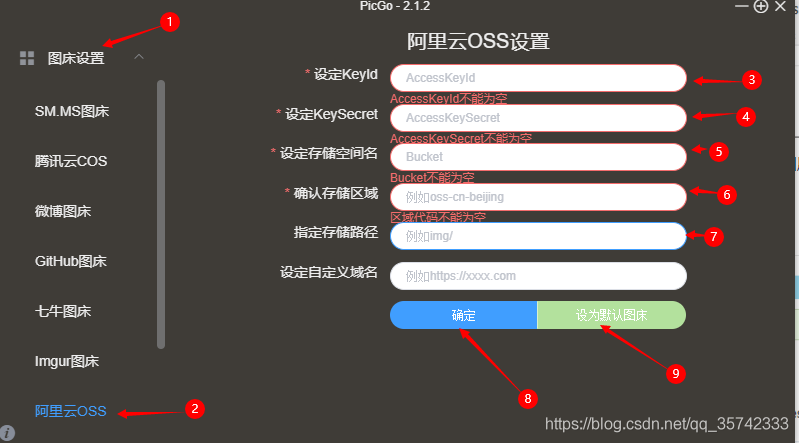 PicGo - 2.1.2
1
图床设置
SM.MS图床
腾讯云COS
微博图床
GitHub图床
七牛图床
Imgur图床
阿里云OSS
2
阿里云OSS设置
* 设定KeyId
AccessKeyId
3
AccessKeyId不能为空
* 设定KeySecret
AccessKeySecret
4
AccessKeySecret不能为空
* 设定存储空间名
Bucket
5
Bucket不能为空
* 确认存储区域
例如oss-cn-beijing
6
区域代码不能为空
指定存储路径
例如img/
7
设定自定义域名
例如https://xxxx.com
确定
设为默认图床
8
9
https://blog.csdn.net/qq_35742333